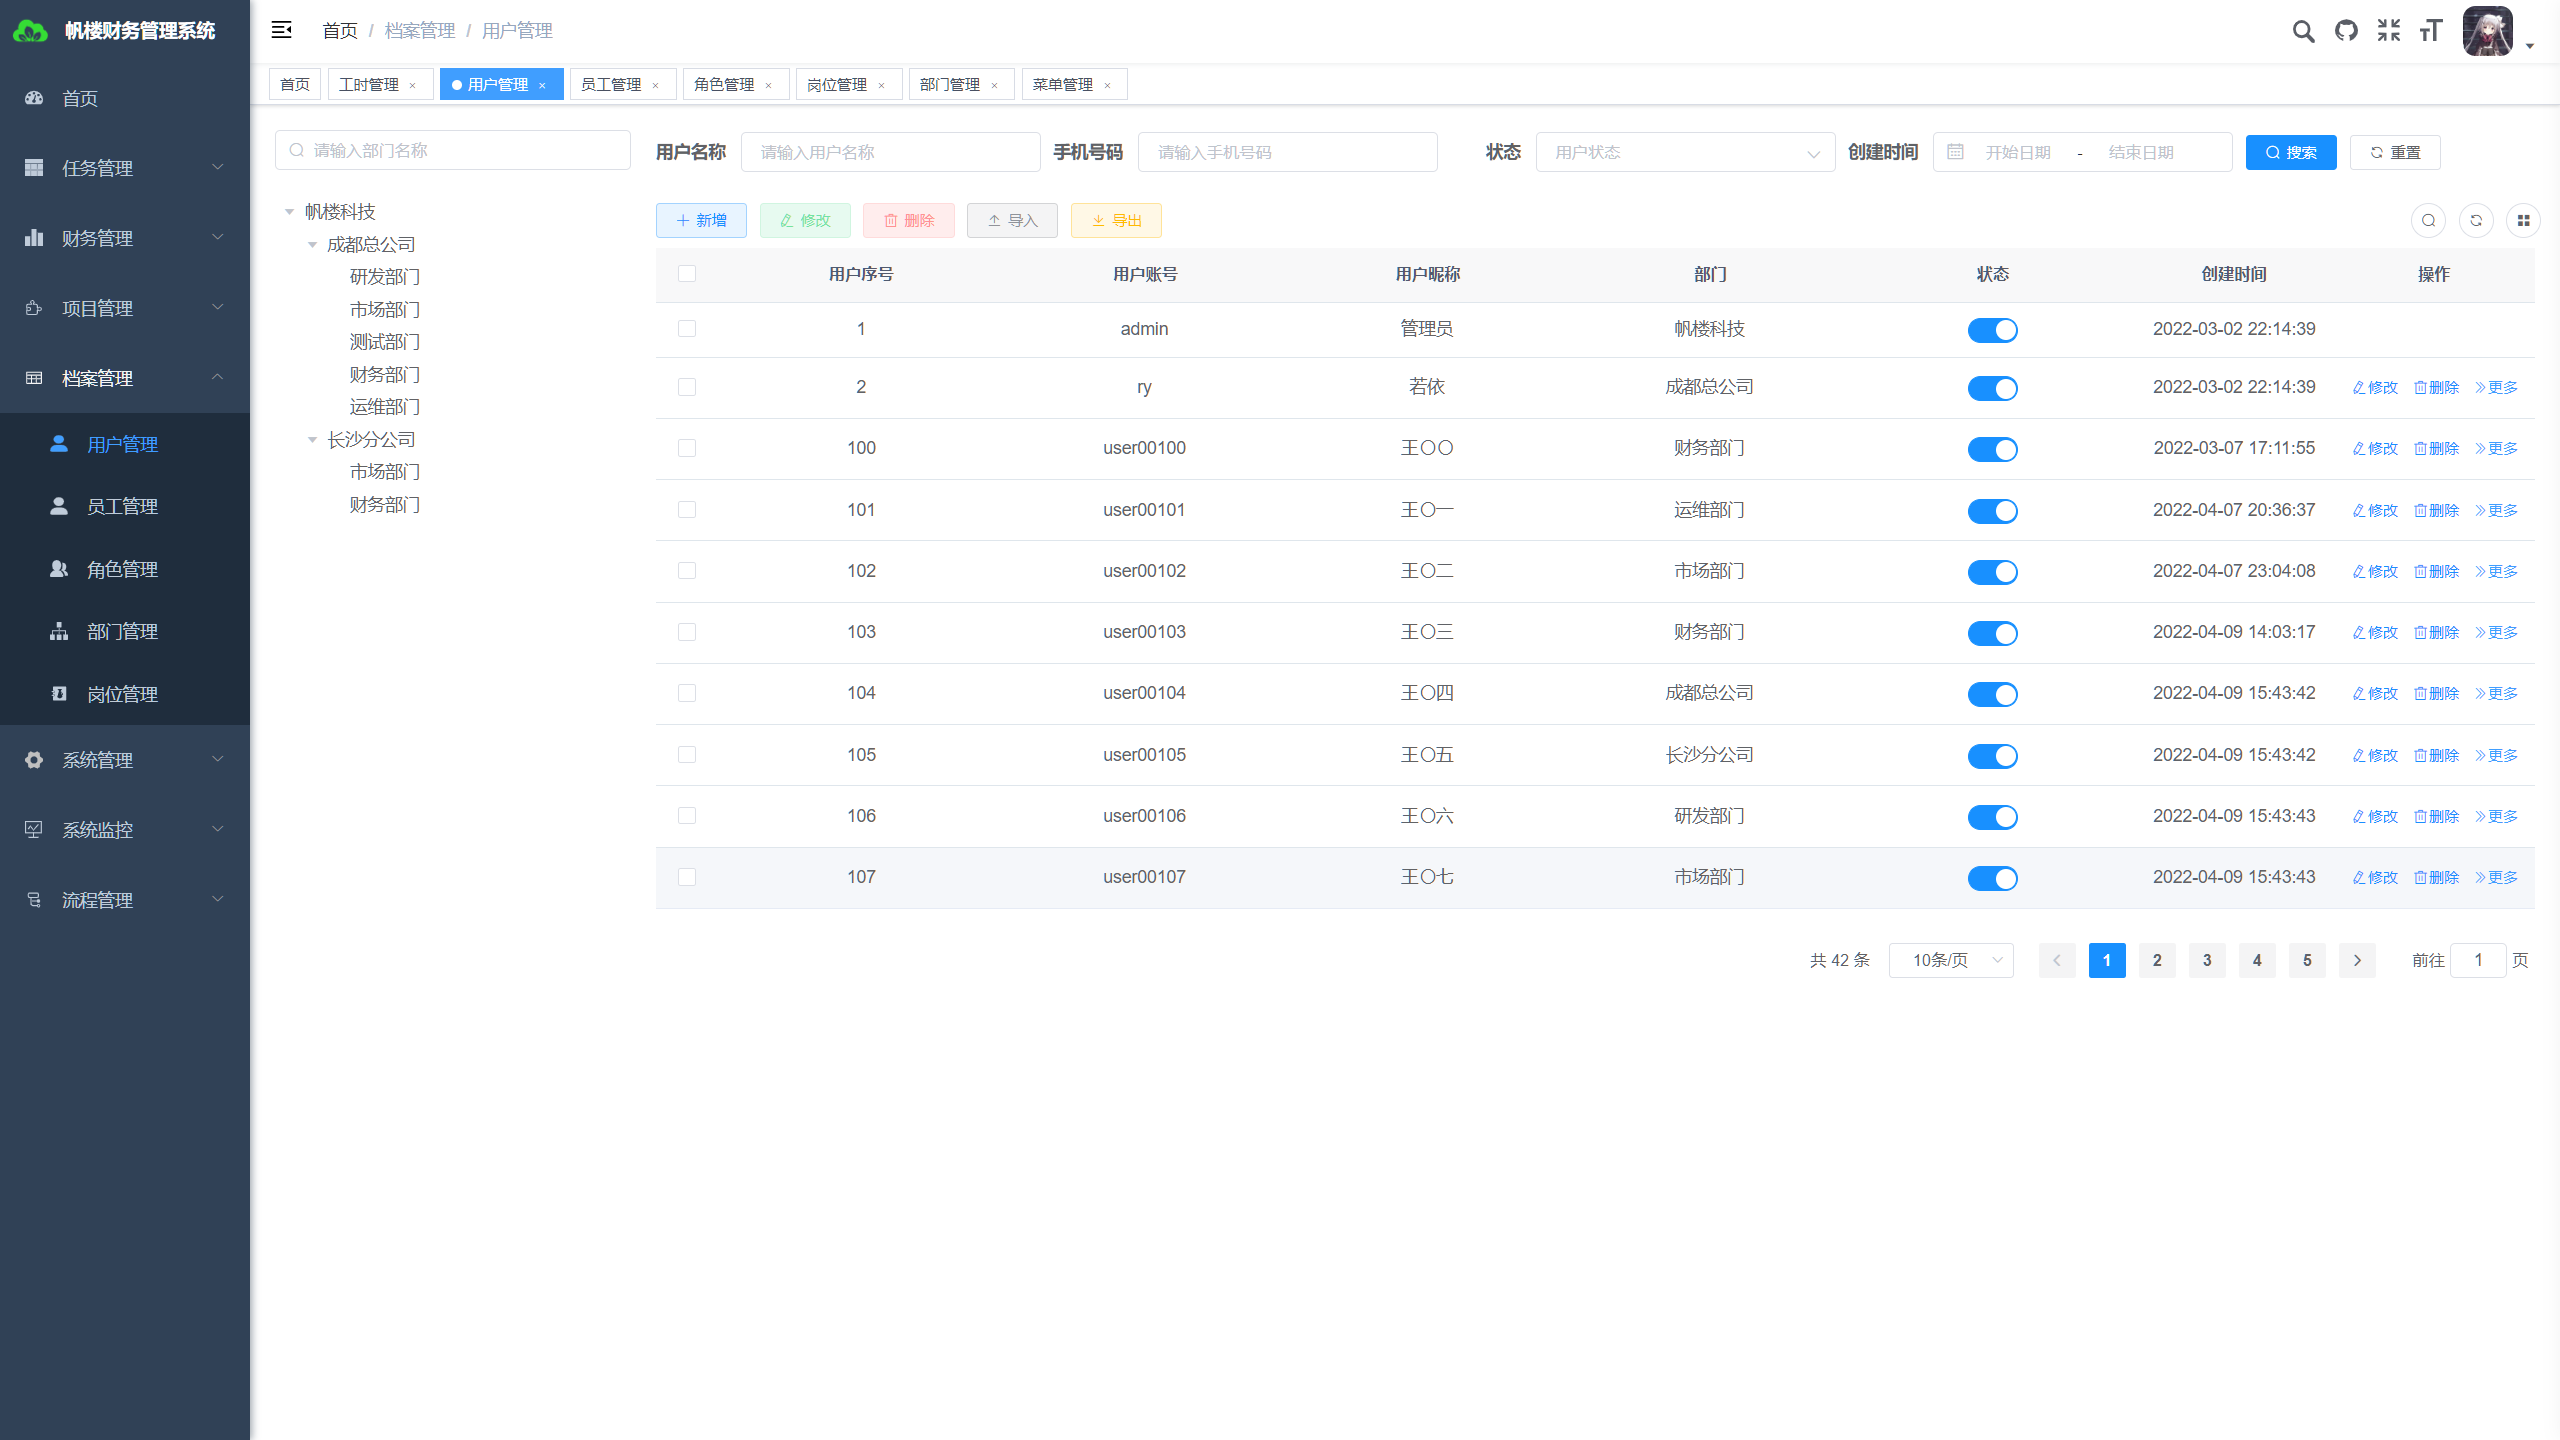 帆楼财务管理系统
首页
任务管理
财务管理
项目管理
档案管理
用户管理
员工管理
角色管理
部门管理
岗位管理
系统管理
系统监控
流程管理
首页 / 档案管理 / 用户管理
首页 工时管理 × 用户管理 × 员工管理 × 角色管理 × 岗位管理 × 部门管理 × 菜单管理 ×
请输入部门名称
帆楼科技
成都总公司
研发部门
市场部门
测试部门
财务部门
运维部门
长沙分公司
市场部门
财务部门
用户名称 请输入用户名称 手机号码 请输入手机号码 状态 用户状态 创建时间 开始日期 - 结束日期 搜索 重置
新增 修改 删除 导入 导出
用户序号 用户账号 用户昵称 部门 状态 创建时间 操作
1 admin 管理员 帆楼科技 2022-03-02 22:14:39
2 ry 若依 成都总公司 2022-03-02 22:14:39 修改 删除 更多
100 user00100 王〇〇 财务部门 2022-03-07 17:11:55 修改 删除 更多
101 user00101 王〇一 运维部门 2022-04-07 20:36:37 修改 删除 更多
102 user00102 王〇二 市场部门 2022-04-07 23:04:08 修改 删除 更多
103 user00103 王〇三 财务部门 2022-04-09 14:03:17 修改 删除 更多
104 user00104 王〇四 成都总公司 2022-04-09 15:43:42 修改 删除 更多
105 user00105 王〇五 长沙分公司 2022-04-09 15:43:42 修改 删除 更多
106 user00106 王〇六 研发部门 2022-04-09 15:43:43 修改 删除 更多
107 user00107 王〇七 市场部门 2022-04-09 15:43:43 修改 删除 更多
共 42 条 10条/页 1 2 3 4 5 前往 1 页